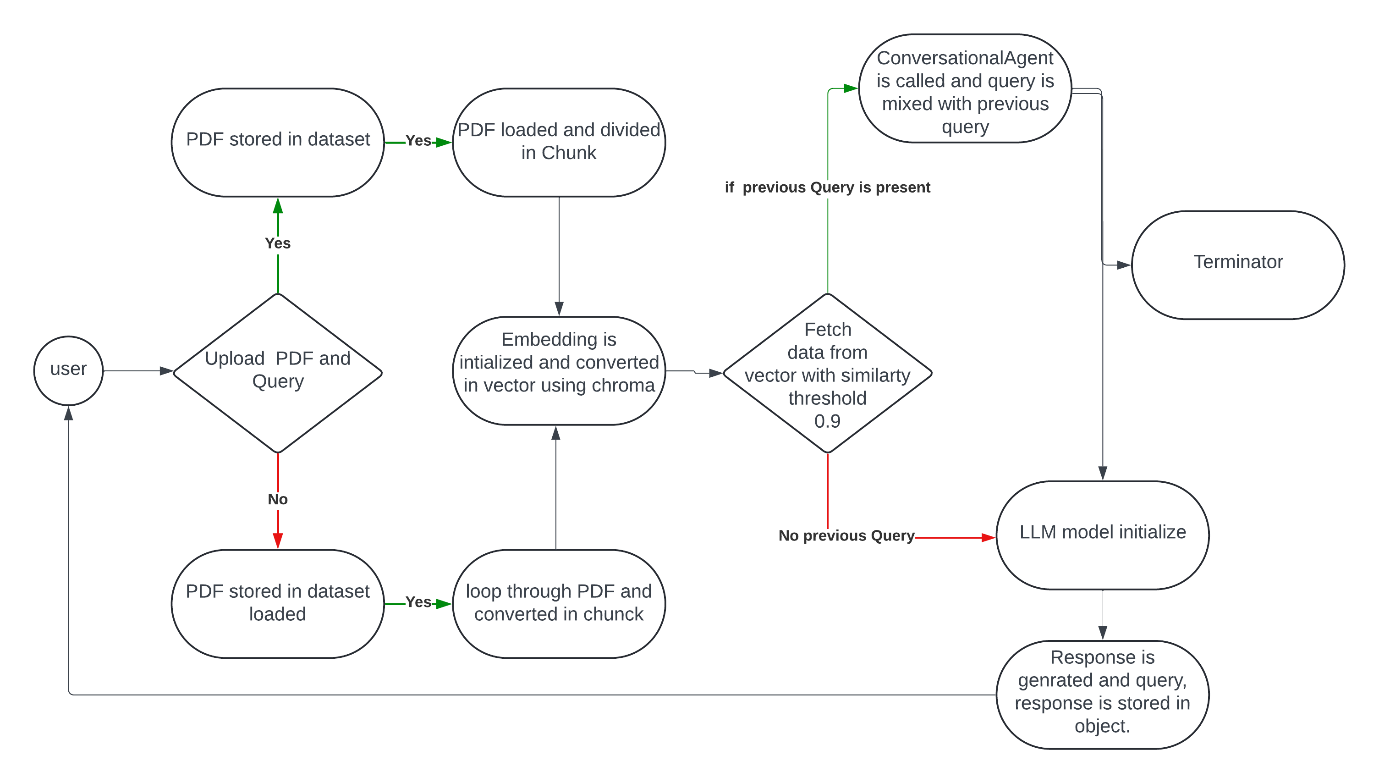 ConversationalAgent
is called and query is
mixed with previous
query
PDF stored in dataset
Yes
PDF loaded and divided
in Chunk
if  previous Query is present
Yes
Terminator
user
Upload  PDF and
Query
Embedding is
intialized and converted
in vector using chroma
Fetch
data from
vector with similarty
threshold
0.9
No
No previous Query
LLM model initialize
PDF stored in dataset
loaded
Yes
loop through PDF and
converted in chunck
Response is
genrated and query,
response is stored in
object.